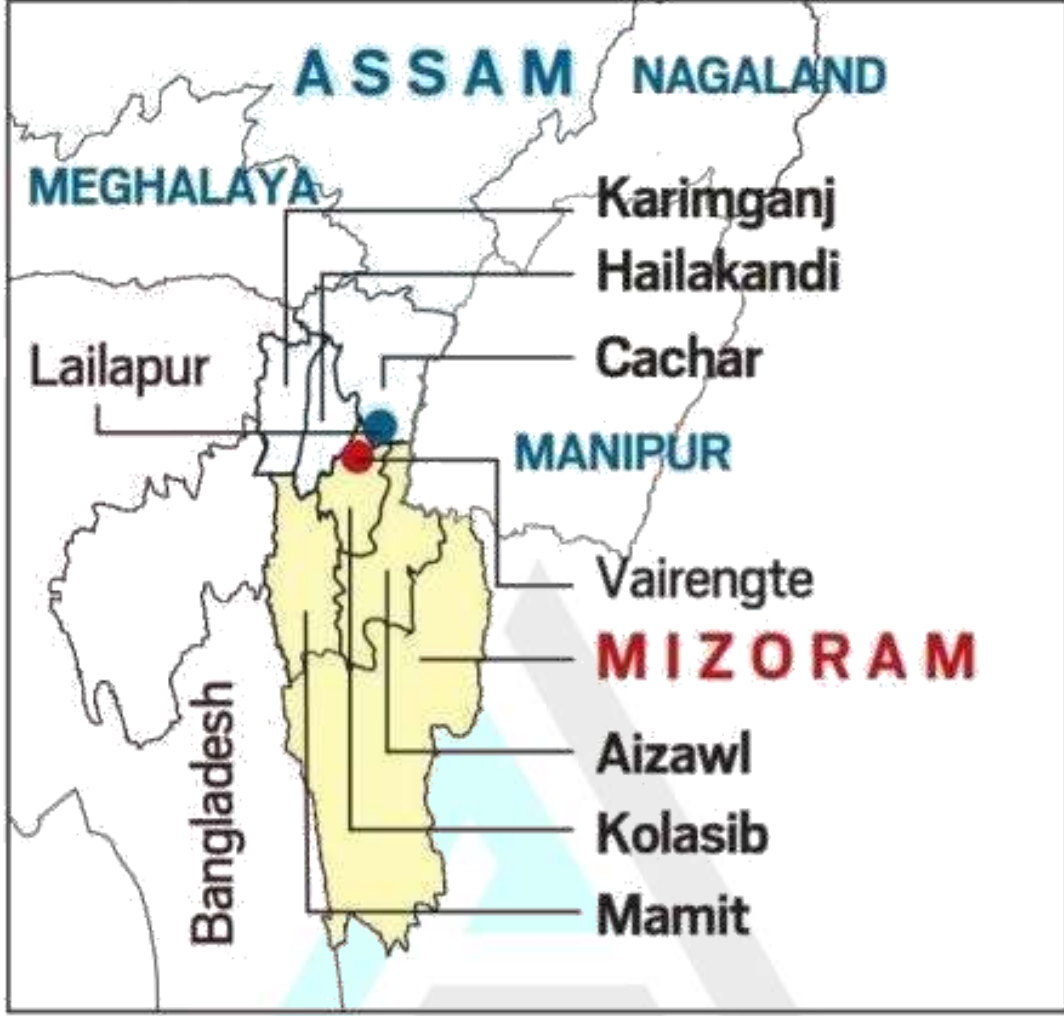 ASSAM
NAGALAND
MEGHALAYA
Karimganj
Hailakandi
Lailapur
Cachar
MANIPUR
Vairengte
MIZORAM
Bangladesh
Aizawl
Kolasib
Mamit